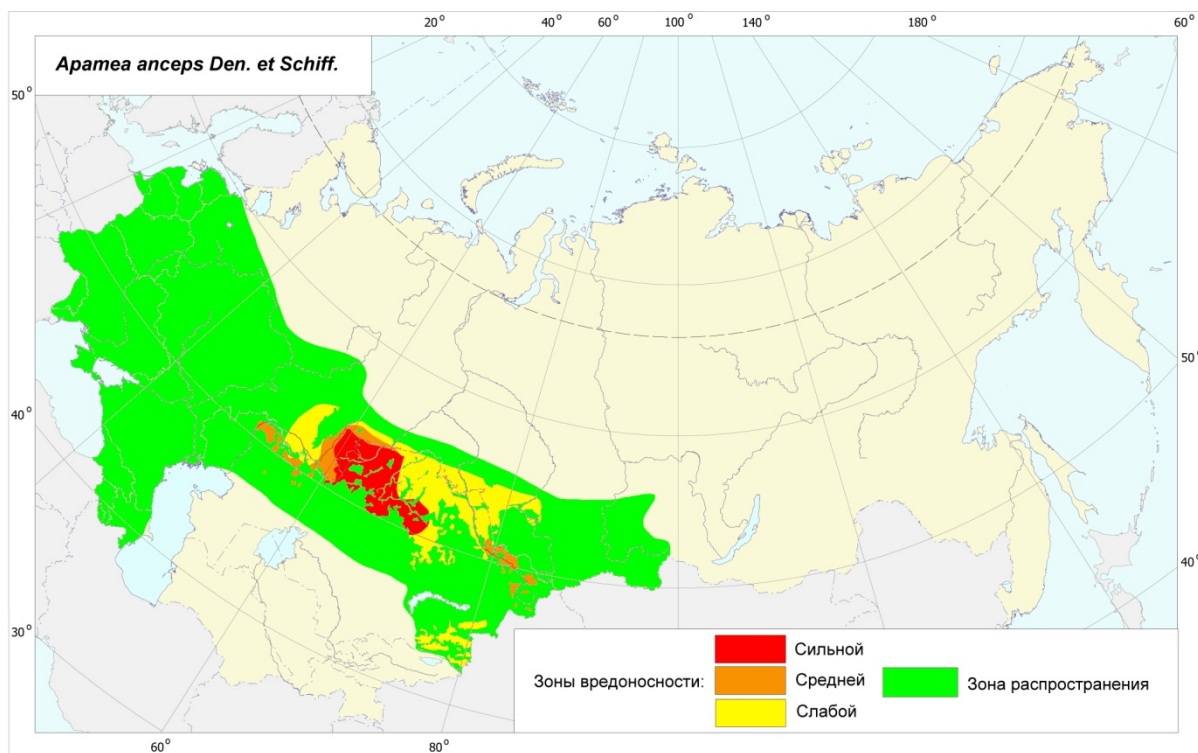 20° 40° 60° 100° 140° 180° 60°
Apamea anceps Den. et Schiff.
50°
50°
40°
40°
30°
Зоны вредоносности:
Сильной
Средней
Слабой
Зона распространения
60° 80°